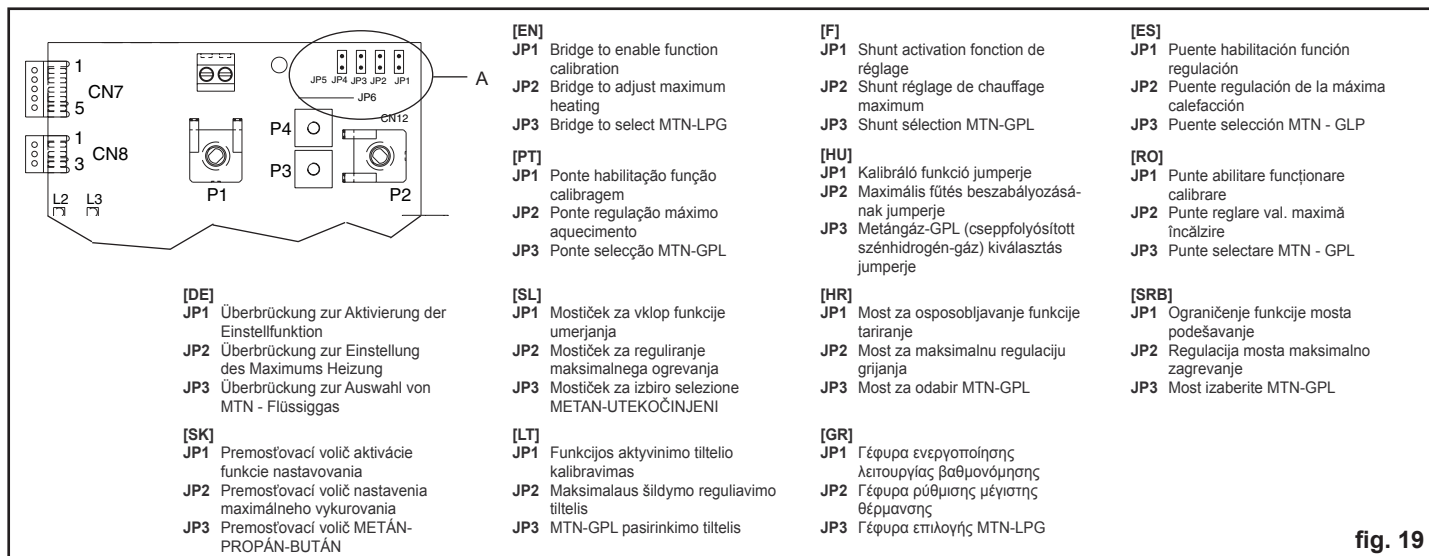 1
CN7
5
1
CN8
3
L2 L3
P1
P4
P3
P2
CN12
JP5 JP4 JP3 JP2 JP1
JP6
A
[EN]
JP1 Bridge to enable function
calibration
JP2 Bridge to adjust maximum
heating
JP3 Bridge to select MTN-LPG
[F]
JP1 Shunt activation fonction de
réglage
JP2 Shunt réglage de chauffage
maximum
JP3 Shunt sélection MTN-GPL
[ES]
JP1 Puente habilitación función
regulación
JP2 Puente regulación de la máxima
calefacción
JP3 Puente selección MTN - GLP
[PT]
JP1 Ponte habilitação função
calibragem
JP2 Ponte regulação máximo
aquecimento
JP3 Ponte selecção MTN-GPL
[HU]
JP1 Kalibráló funkció jumperje
JP2 Maximális fűtés beszabályozásá-
nak jumperje
JP3 Metángáz-GPL (cseppfolyósított
szénhidrogén-gáz) kiválasztás
jumperje
[RO]
JP1 Punte abilitare funcționare
calibrare
JP2 Punte reglare val. maximă
încălzire
JP3 Punte selectare MTN - GPL
[DE]
JP1 Überbrückung zur Aktivierung der
Einstellfunktion
JP2 Überbrückung zur Einstellung
des Maximums Heizung
JP3 Überbrückung zur Auswahl von
MTN - Flüssiggas
[SL]
JP1 Mostiček za vklop funkcije
umerjanja
JP2 Mostiček za reguliranje
maksimalnega ogrevanja
JP3 Mostiček za izbiro selezione
METAN-UTEKOČINJENI
[HR]
JP1 Most za osposobljavanje funkcije
tariranje
JP2 Most za maksimalnu regulaciju
grijanja
JP3 Most za odabir MTN-GPL
[SRB]
JP1 Ograničenje funkcije mosta
podešavanje
JP2 Regulacija mosta maksimalno
zagrevanje
JP3 Most izaberite MTN-GPL
[SK]
JP1 Premosťovací volič aktivácie
funkcie nastavovania
JP2 Premosťovací volič nastavenia
maximálneho vykurovania
JP3 Premosťovací volič METÁN-
PROPÁN-BUTÁN
[LT]
JP1 Funkcijos aktyvinimo tiltelio
kalibravimas
JP2 Maksimalaus šildymo reguliavimo
tiltelis
JP3 MTN-GPL pasirinkimo tiltelis
[GR]
JP1 Γέφυρα ενεργοποίησης
λειτουργίας βαθμονόμησης
JP2 Γέφυρα ρύθμισης μέγιστης
θέρμανσης
JP3 Γέφυρα επιλογής MTN-LPG
fig. 19